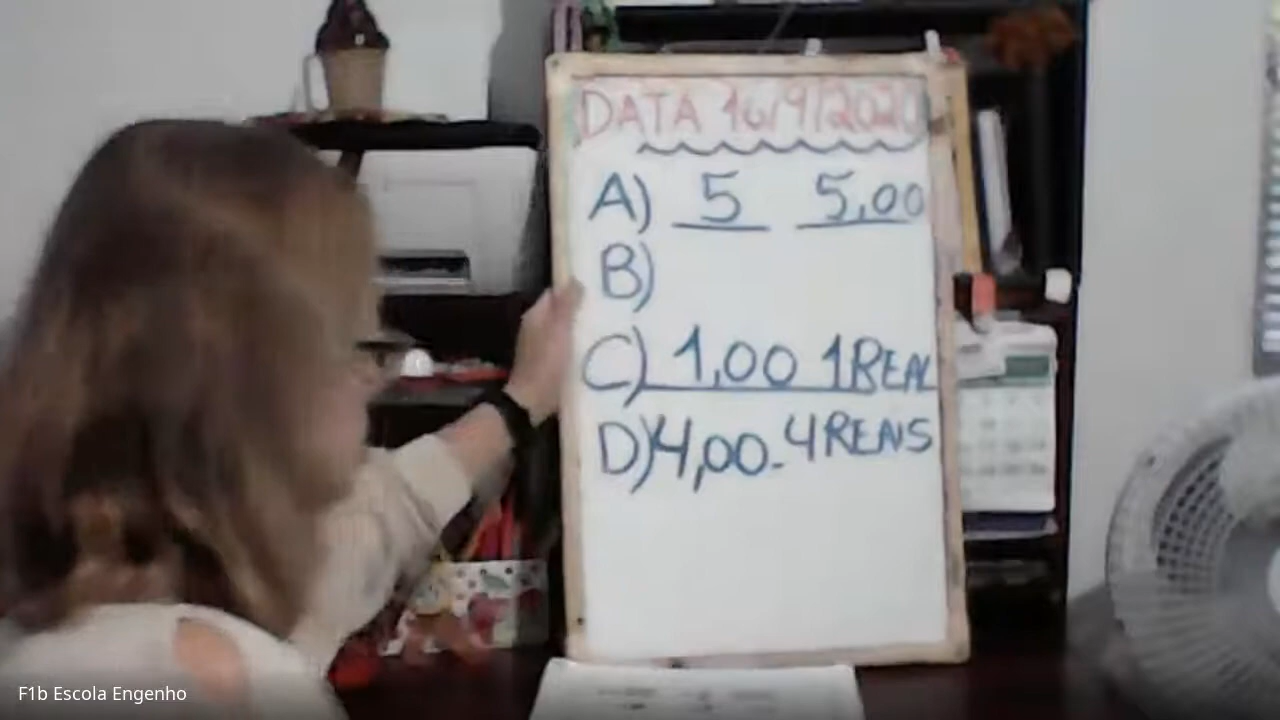 DATA 16/9/2020
A) 5 5,00
B)
C) 1,00 1REAL
D) 4,00-4REAIS
F1b Escola Engenho